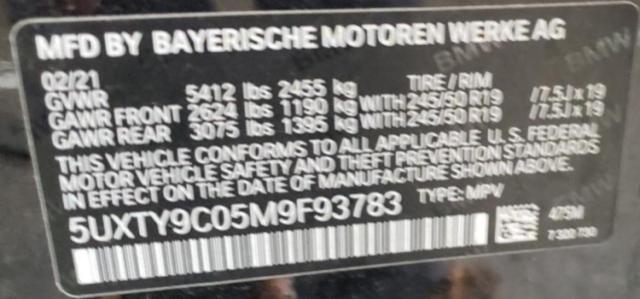 MFD BY BAYERISCHE MOTOREN WERKE AG
02/21 TIRE / RIM
GVWR 5412 lbs 2455 kg
GAWR FRONT 2624 lbs 1190 kg WITH 245/50 R19 /7.5J x 19
GAWR REAR 3075 lbs 1395 kg WITH 245/50 R19 /7.5J x 19
THIS VEHICLE CONFORMS TO ALL APPLICABLE U.S. FEDERAL
MOTOR VEHICLE SAFETY AND THEFT PREVENTION STANDARDS
IN EFFECT ON THE DATE OF MANUFACTURE SHOWN ABOVE.
5UXTY9C05M9F93783 TYPE: MPV
475M
7 300 730